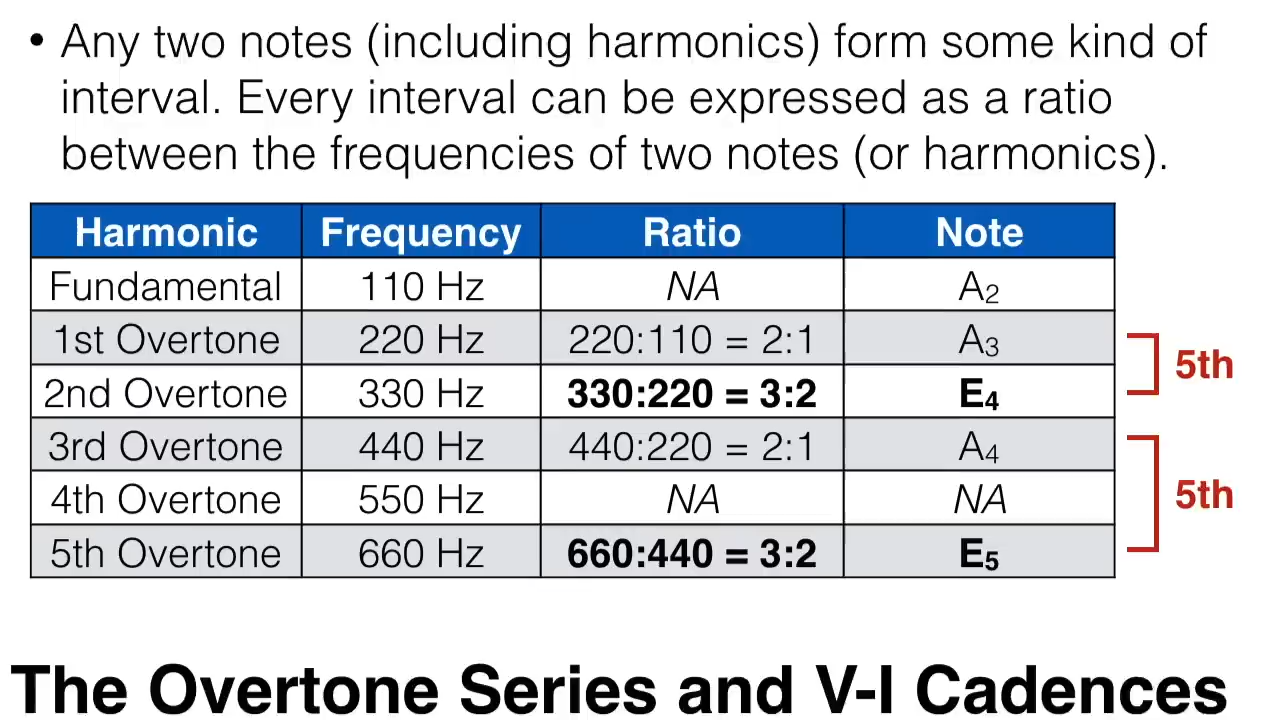 • Any two notes (including harmonics) form some kind of
interval. Every interval can be expressed as a ratio
between the frequencies of two notes (or harmonics).
Harmonic Frequency Ratio Note
Fundamental 110 Hz NA A2
1st Overtone 220 Hz 220:110 = 2:1 A3
5th
2nd Overtone 330 Hz 330:220 = 3:2 E4
3rd Overtone 440 Hz 440:220 = 2:1 A4
4th Overtone 550 Hz NA NA
5th
5th Overtone 660 Hz 660:440 = 3:2 E5
The Overtone Series and V-I Cadences